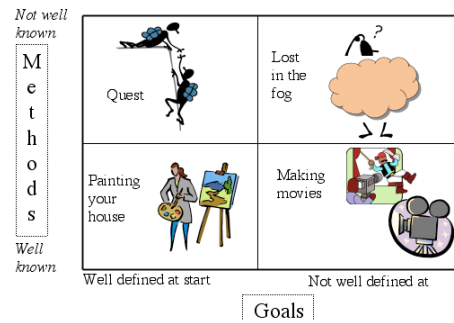 Not well
known
M
e
t
h
o
d
s
Well
known
Quest
Lost
in the
fog
?
Painting
your
house
Making
movies
Well defined at start
Not well defined at
Goals